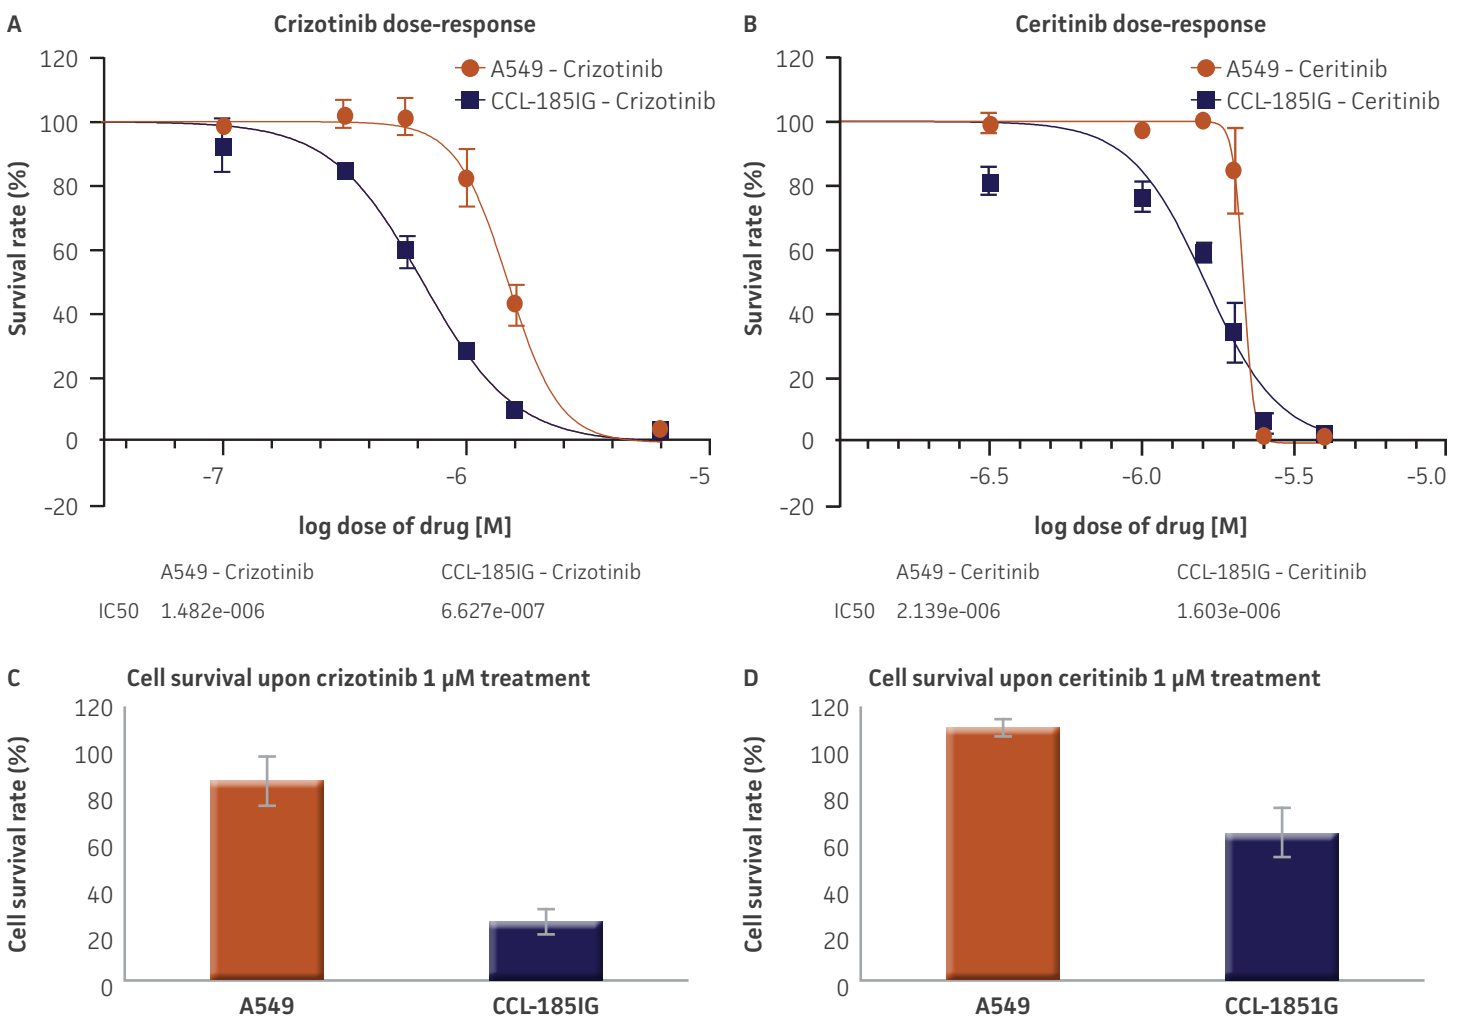 A
Crizotinib dose-response
A549 - Crizotinib
CCL-185IG - Crizotinib
Survival rate (%)
120
100
80
60
40
20
0
-20
-7
-6
-5
log dose of drug [M]
A549 - Crizotinib
CCL-185IG - Crizotinib
IC50 1.482e-006 6.627e-007
B
Ceritinib dose-response
A549 - Ceritinib
CCL-185IG - Ceritinib
Survival rate (%)
120
100
80
60
40
20
0
-20
-6.5
-6.0
-5.5
-5.0
log dose of drug [M]
A549 - Ceritinib
CCL-185IG - Ceritinib
IC50 2.139e-006 1.603e-006
C
Cell survival upon crizotinib 1 µM treatment
Cell survival rate (%)
120
100
80
60
40
20
0
A549
CCL-185IG
D
Cell survival upon ceritinib 1 µM treatment
Cell survival rate (%)
120
100
80
60
40
20
0
A549
CCL-1851G